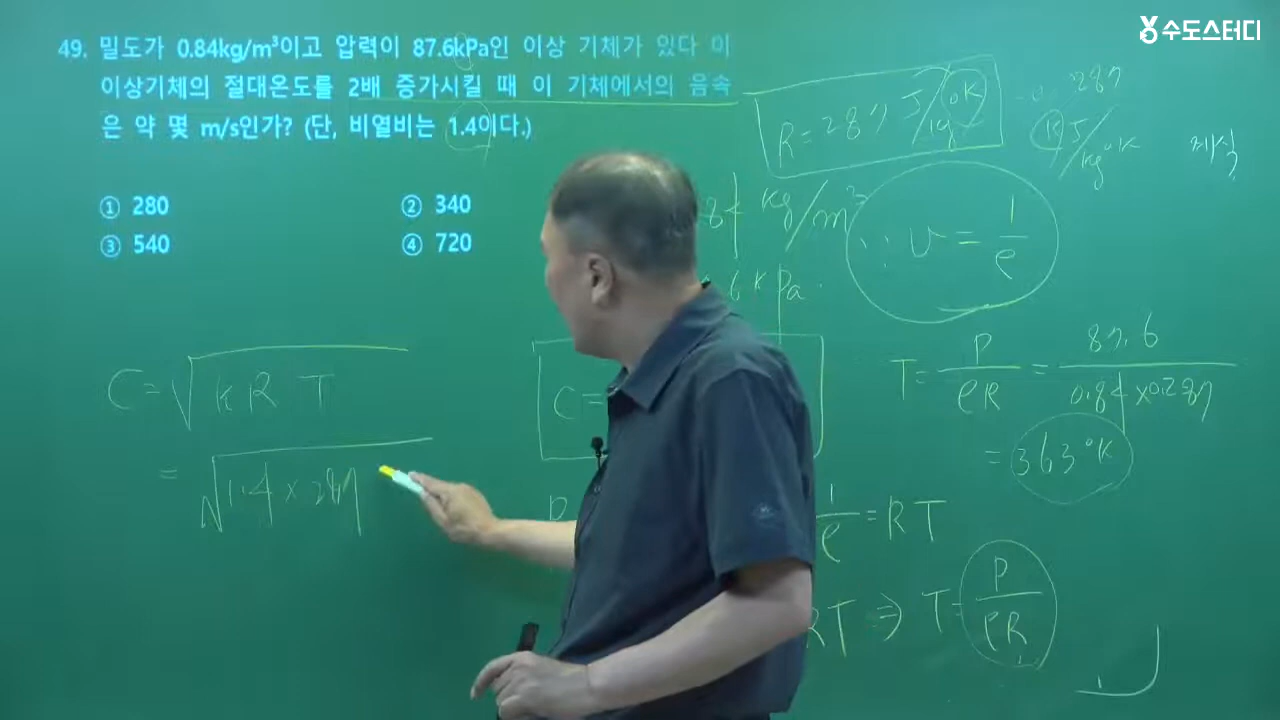 수도스터디
49. 밀도가 0.84kg/m³이고 압력이 87.6kPa인 이상 기체가 있다 이
이상기체의 절대온도를 2배 증가시킬 때 이 기체에서의 음속
은 약 몇 m/s인가? (단, 비열비는 1.4이다.)
① 280
② 340
③ 540
④ 720
C=√kRT
=√1.4×287
R=287 J/kg°K
287
J/kg°K
kg/m³
∵ v=1/ρ
6 kPa
C=
T=P/ρR=87.6/0.84×0.287
=363°K
1/ρ=RT
RT⇒T=P/ρR